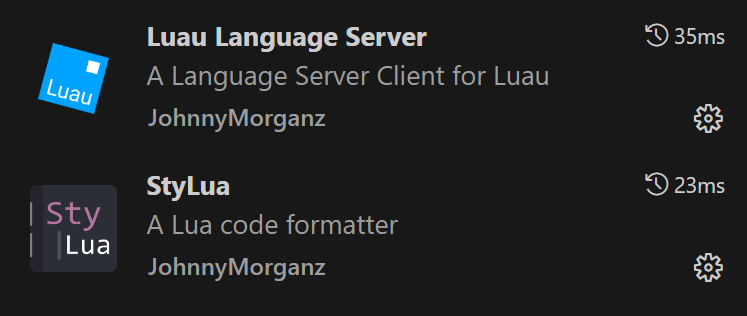 Luau Language Server
35ms
A Language Server Client for Luau
Luau
JohnnyMorganz
StyLua
23ms
Sty
Lua
A Lua code formatter
JohnnyMorganz